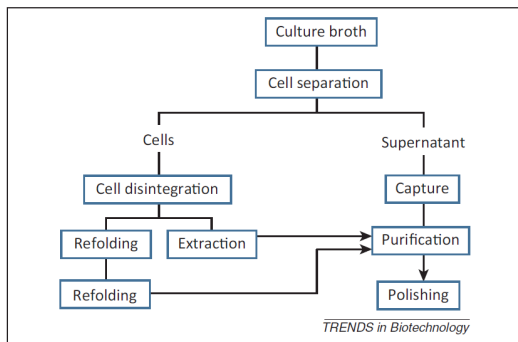 Culture broth
Cell separation
Cells
Supernatant
Cell disintegration
Capture
Refolding
Extraction
Purification
Refolding
Polishing
TRENDS in Biotechnology